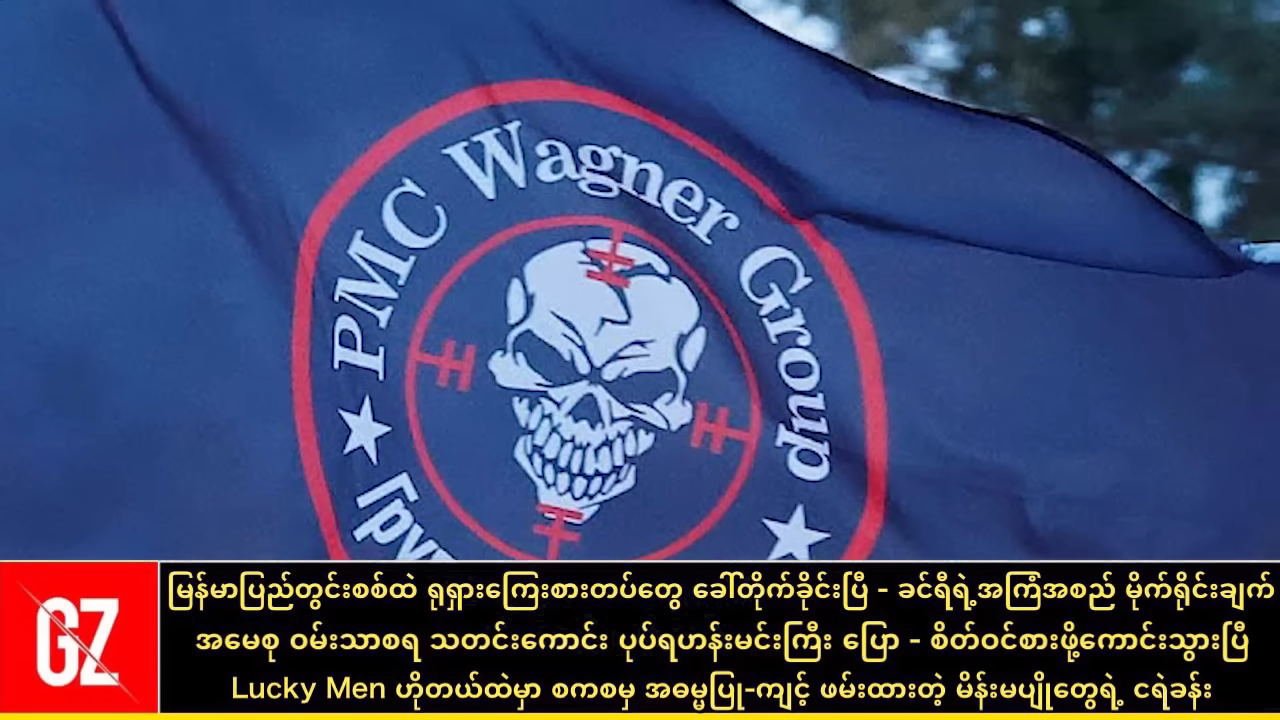 PMC Wagner Group
Груп
GZ
မြန်မာပြည်တွင်းစစ်ထဲ ရုရှားကြေးစားတပ်တွေ ခေါ်တိုက်ခိုင်းပြီ - ခင်ရီရဲ့အကြံအစည် မိုက်ရိုင်းချက်
အမေစု ဝမ်းသာစရ သတင်းကောင်း ပုပ်ရဟန်းမင်းကြီး ပြော - စိတ်ဝင်စားဖို့ကောင်းသွားပြီ
Lucky Men ဟိုတယ်ထဲမှာ စကစမှ အဓမ္မပြု-ကျင့် ဖမ်းထားတဲ့ မိန်းမပျိုတွေရဲ့ ငရဲခန်း